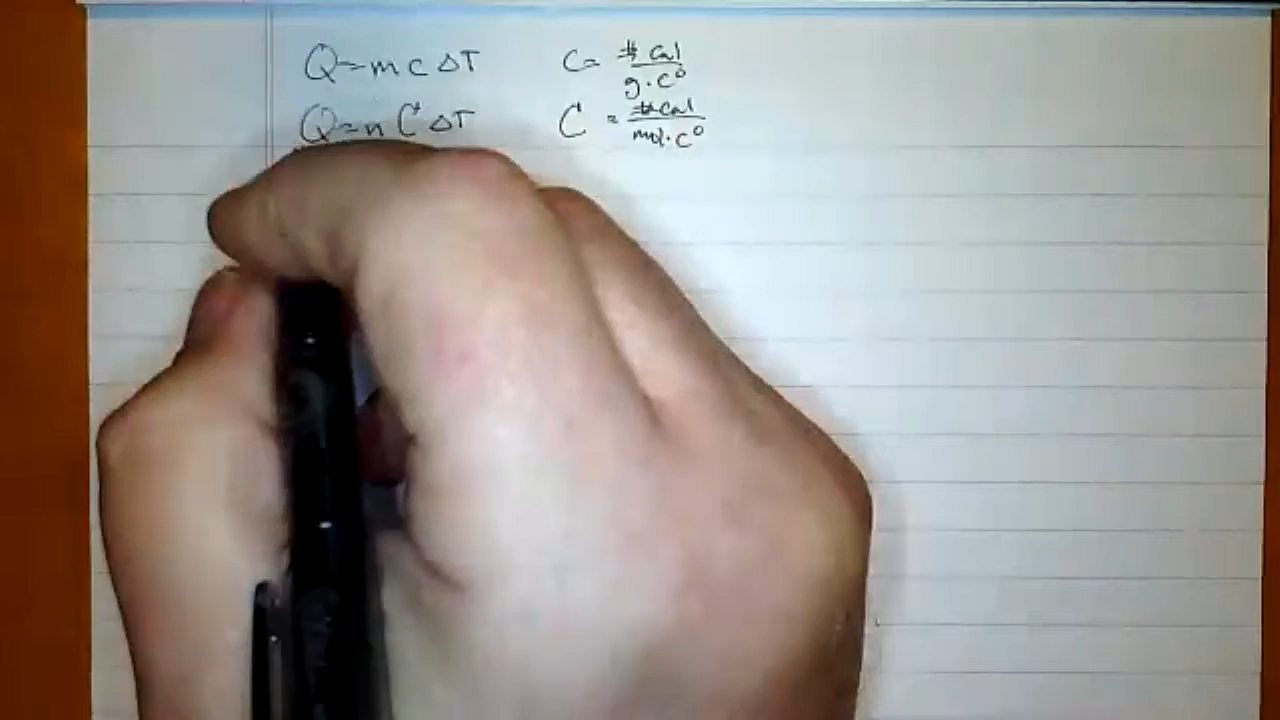 Q=mcΔT c= # cal / g·c°
Q=nCΔT C = #cal / mol·c°